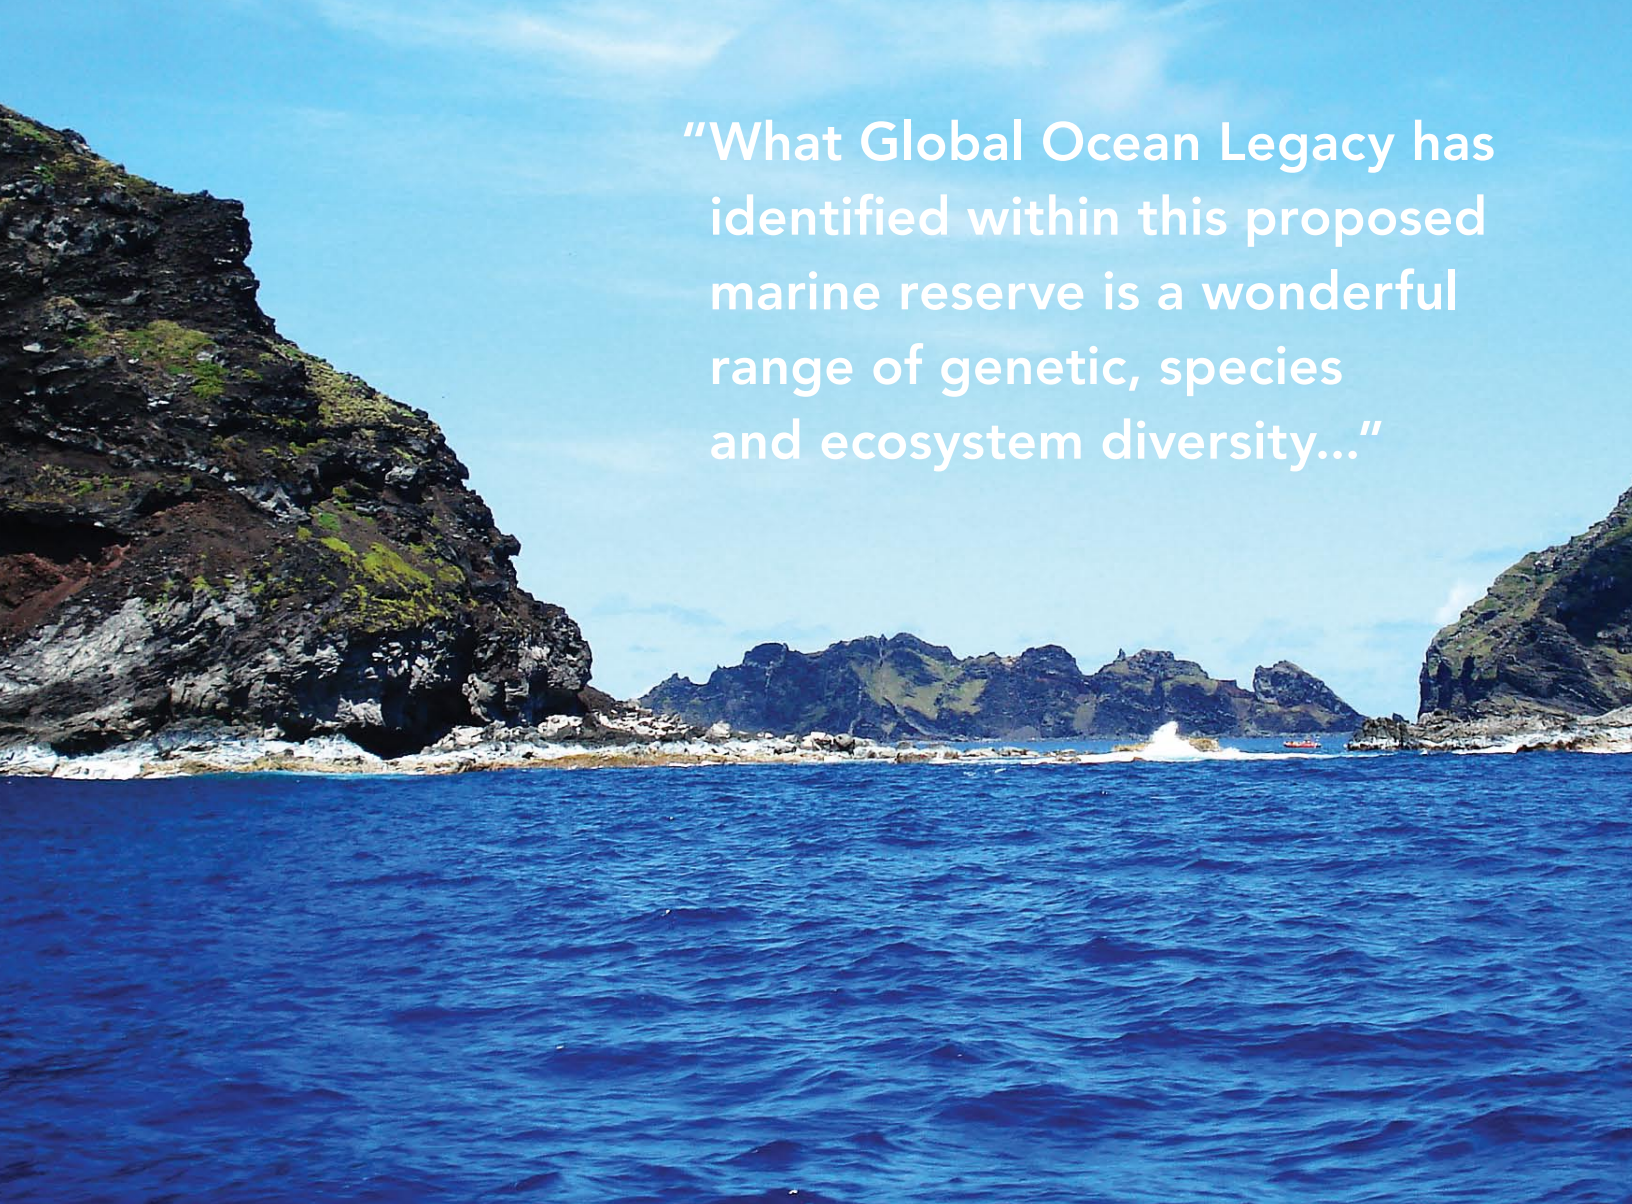 “What Global Ocean Legacy has
identified within this proposed
marine reserve is a wonderful
range of genetic, species
and ecosystem diversity...”